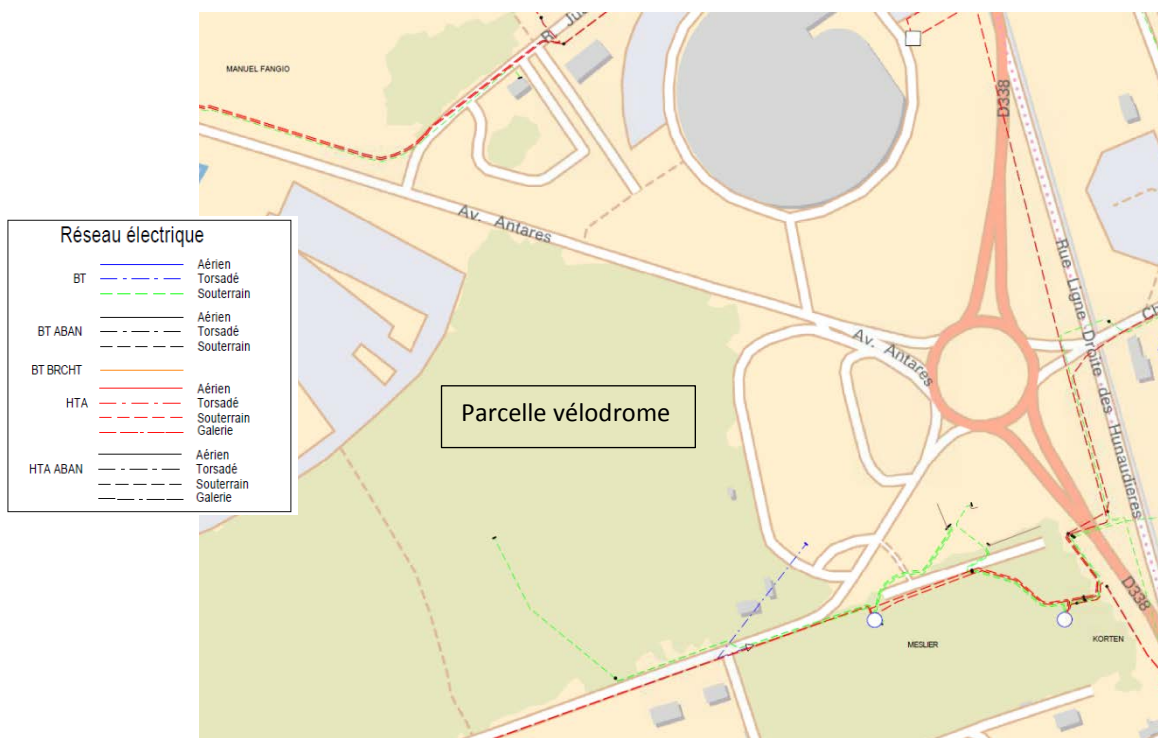 R. Ju
MANUEL FANGIO
D338
Av. Antares
Réseau électrique
BT
Aérien
Torsadé
Souterrain
BT ABAN
Aérien
Torsadé
Souterrain
BT BRCHT
HTA
Aérien
Torsadé
Souterrain
Galerie
HTA ABAN
Aérien
Torsadé
Souterrain
Galerie
Parcelle vélodrome
Rue Ligne Droite des Hunaudieres
Ch
Av. Antares
D338
MESLIER
KORTEN